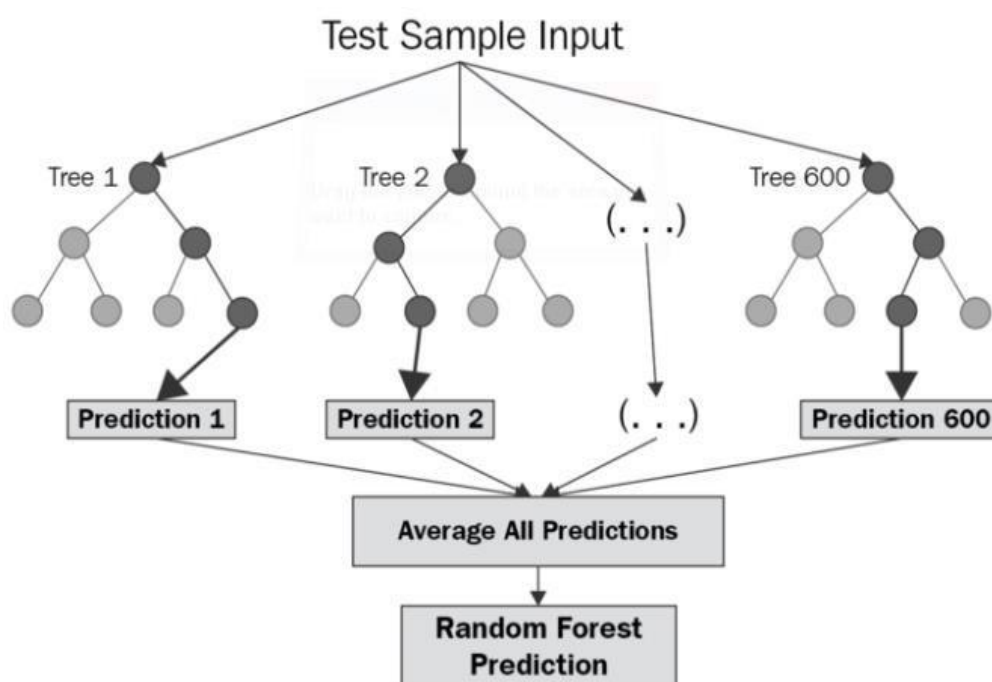 Test Sample Input
Tree 1
Tree 2
(. . .)
Tree 600
Prediction 1
Prediction 2
(. . .)
Prediction 600
Average All Predictions
Random Forest
Prediction